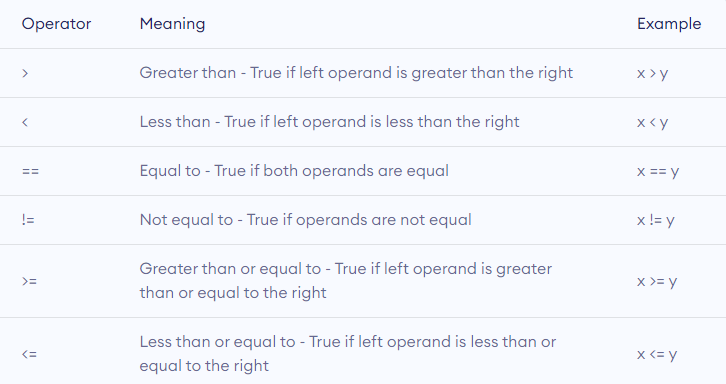 Operator Meaning Example
> Greater than - True if left operand is greater than the right x > y
< Less than - True if left operand is less than the right x < y
== Equal to - True if both operands are equal x == y
!= Not equal to - True if operands are not equal x != y
Greater than or equal to - True if left operand is greater
>= than or equal to the right x >= y
Less than or equal to - True if left operand is less than or
<= equal to the right x <= y